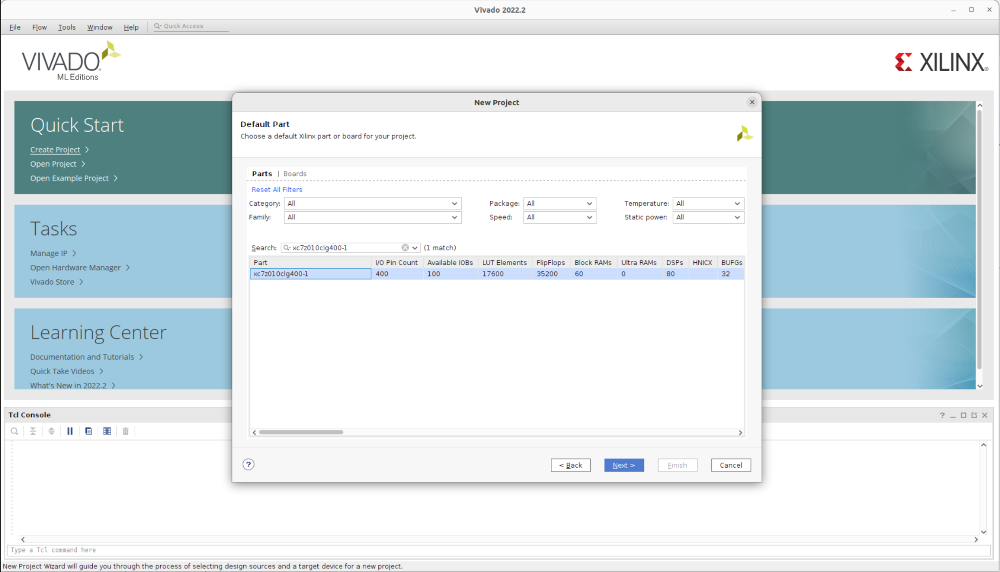 Vivado 2022.2
File Flow Tools Window Help Quick Access
VIVADO.
ML Editions
XILINX®
Quick Start
Create Project
Open Project
Open Example Project
Tasks
Manage IP
Open Hardware Manager
Vivado Store
Learning Center
Documentation and Tutorials
Quick Take Videos
What's New in 2022.2
New Project
Default Part
Choose a default Xilinx part or board for your project.
Parts | Boards
Reset All Filters
Category: All Package: All Temperature: All
Family: All Speed: All Static power: All
Search: xc7z010clg400-1 (1 match)
Part I/O Pin Count Available IOBs LUT Elements FlipFlops Block RAMs Ultra RAMs DSPs HNICX BUFGs
xc7z010clg400-1 400 100 17600 35200 60 0 80 32
? < Back Next > Finish Cancel
Tcl Console
Type a Tcl command here
New Project Wizard will guide you through the process of selecting design sources and a target device for a new project.